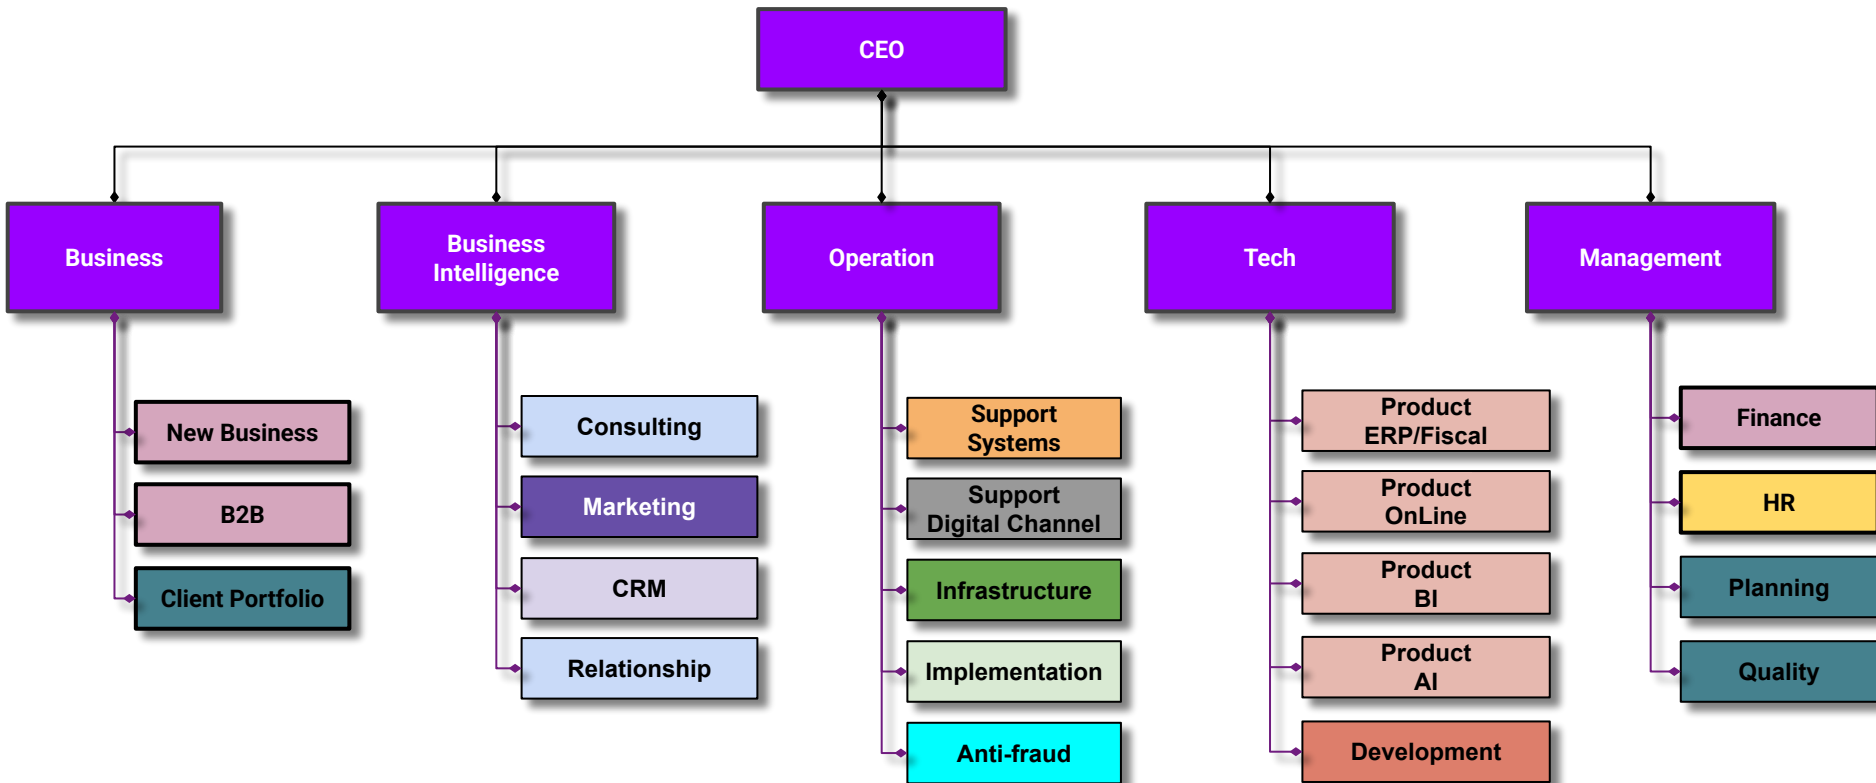 CEO
Business
Business
Intelligence
Operation
Tech
Management
New Business
B2B
Client Portfolio
Consulting
Marketing
CRM
Relationship
Support
Systems
Support
Digital Channel
Infrastructure
Implementation
Anti-fraud
Product
ERP/Fiscal
Product
OnLine
Product
BI
Product
AI
Development
Finance
HR
Planning
Quality